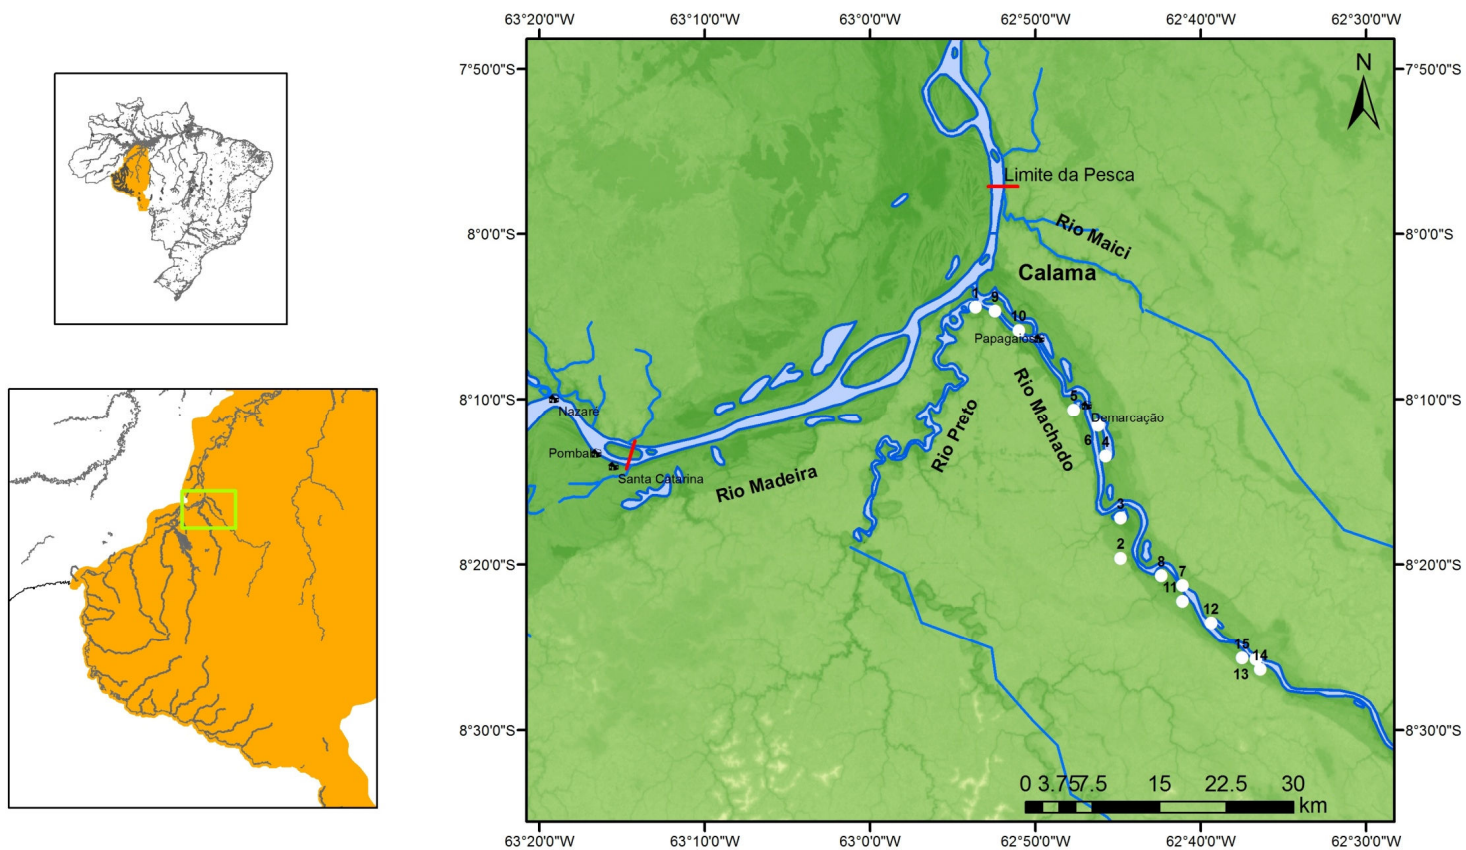 63°20'0"W 63°10'0"W 63°0'0"W 62°50'0"W 62°40'0"W 62°30'0"W
7°50'0"S 7°50'0"S
N
Limite da Pesca
Rio Maici
8°0'0"S 8°0'0"S
Calama
1 9
10
Papagaios
Rio Machado
8°10'0"S 8°10'0"S
Nazaré
5
Demarcação
Rio Preto
6 4
Santa Catarina
Rio Madeira
3
2
8°20'0"S 8°20'0"S
8 7
11
12
15
14
13
8°30'0"S 8°30'0"S
0 3.75 7.5 15 22.5 30
km
63°20'0"W 63°10'0"W 63°0'0"W 62°50'0"W 62°40'0"W 62°30'0"W